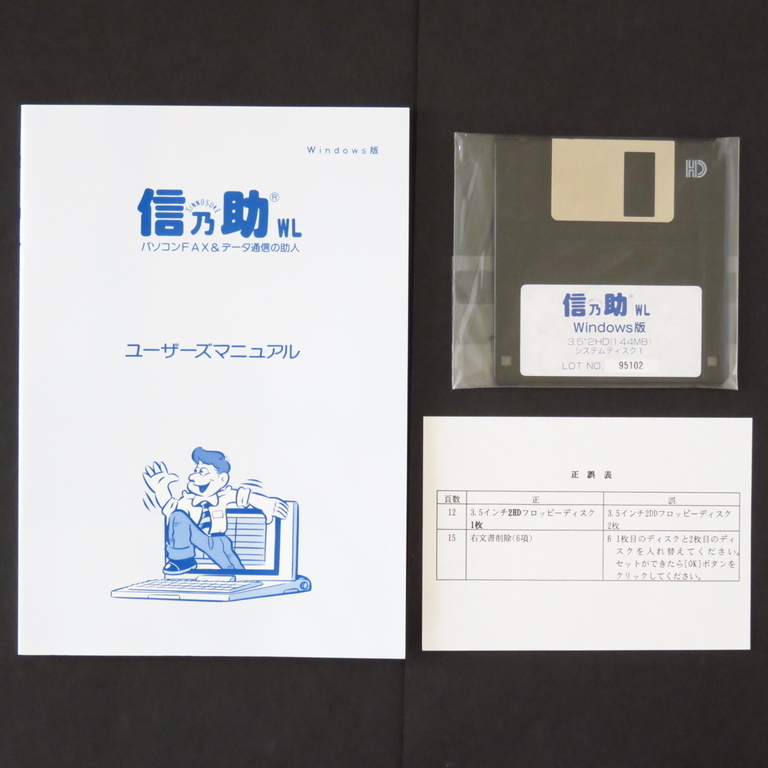 Windows版
信乃助® WL
SINNOSUKE
パソコンFAX&データ通信の助人
ユーザーズマニュアル
HD
信乃助® WL
Windows版
3.5"2HD(1.44MB)
システムディスク1
LOT NO. 95102
正誤表
頁数 正 誤
12 3.5インチ2HDフロッピーディスク 3.5インチ2DDフロッピーディスク
1枚 2枚
15 右文書削除(6項) 6 1枚目のディスクと2枚目のディ
スクを入れ替えてください。
セットができたら[OK]ボタンを
クリックしてください。